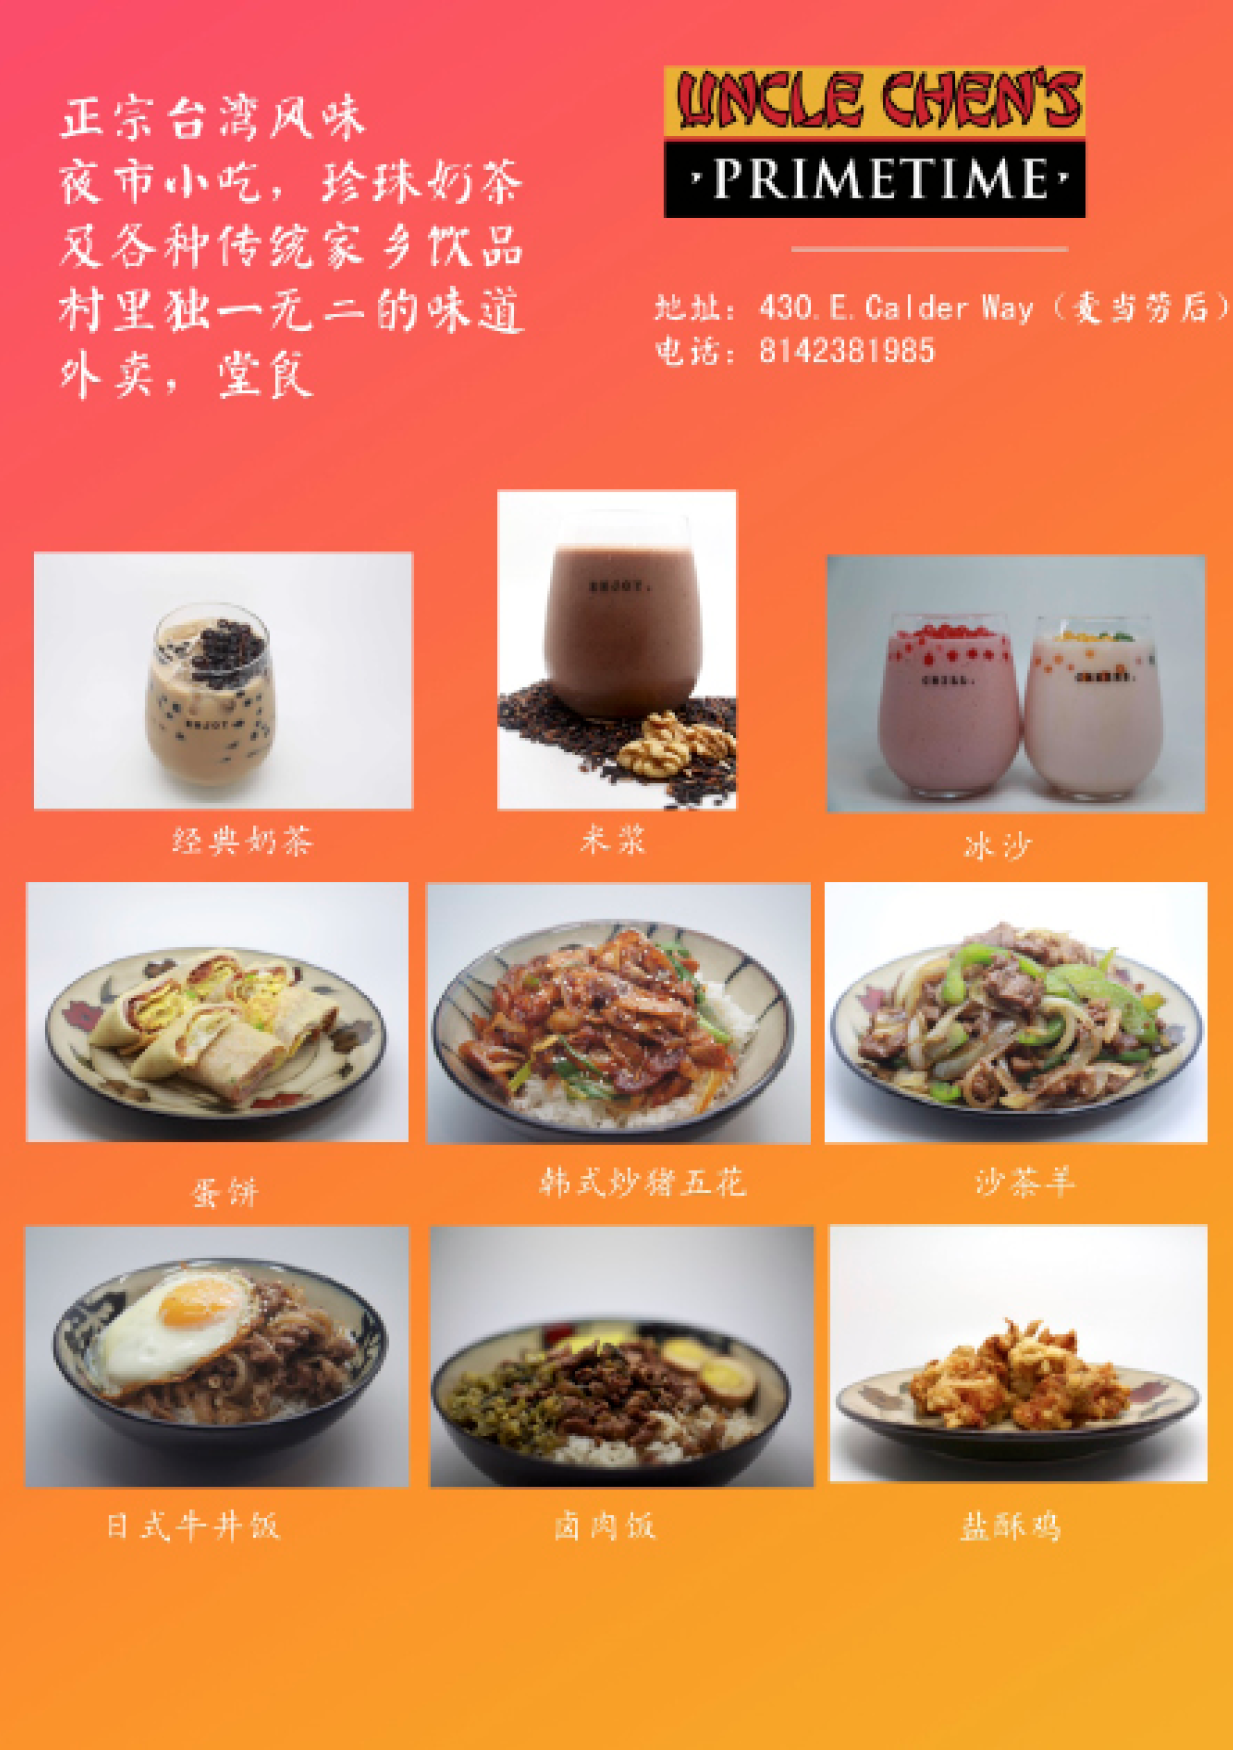 正宗台湾风味
夜市小吃，珍珠奶茶
及各种传统家乡饮品
村里独一无二的味道
外卖，堂食
UNCLE CHEN'S
·PRIMETIME·
地址：430.E.Calder Way（麦当劳后）
电话：8142381985
ENJOY.
ENJOY.
CHILL.
经典奶茶
米浆
冰沙
蛋饼
韩式炒猪五花
沙茶羊
日式牛丼饭
卤肉饭
盐酥鸡